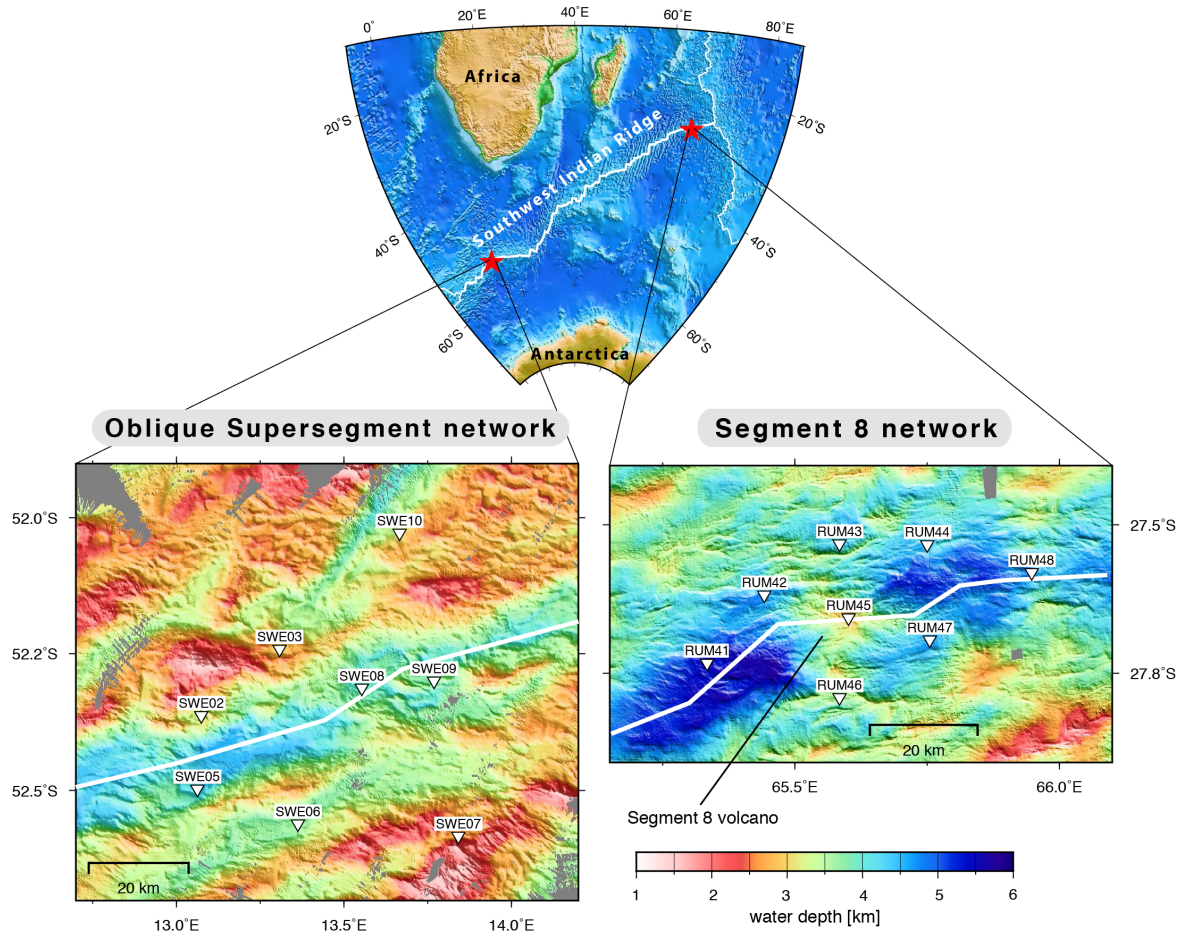 0˚
20˚E
40˚E
60˚E
80˚E
Africa
20˚S
20˚S
Southwest Indian Ridge
40˚S
40˚S
60˚S
60˚S
Antarctica
Oblique Supersegment network
Segment 8 network
52.0˚S
52.2˚S
52.5˚S
SWE10
SWE03
SWE08
SWE09
SWE02
SWE05
SWE06
SWE07
20 km
13.0˚E
13.5˚E
14.0˚E
RUM43
RUM44
RUM48
RUM42
RUM45
RUM47
RUM41
RUM46
20 km
27.5˚S
27.8˚S
65.5˚E
66.0˚E
Segment 8 volcano
1 2 3 4 5 6
water depth [km]